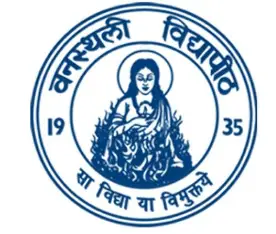 वनस्थली विद्यापीठ
19 35
सा विद्या या विमुक्तये